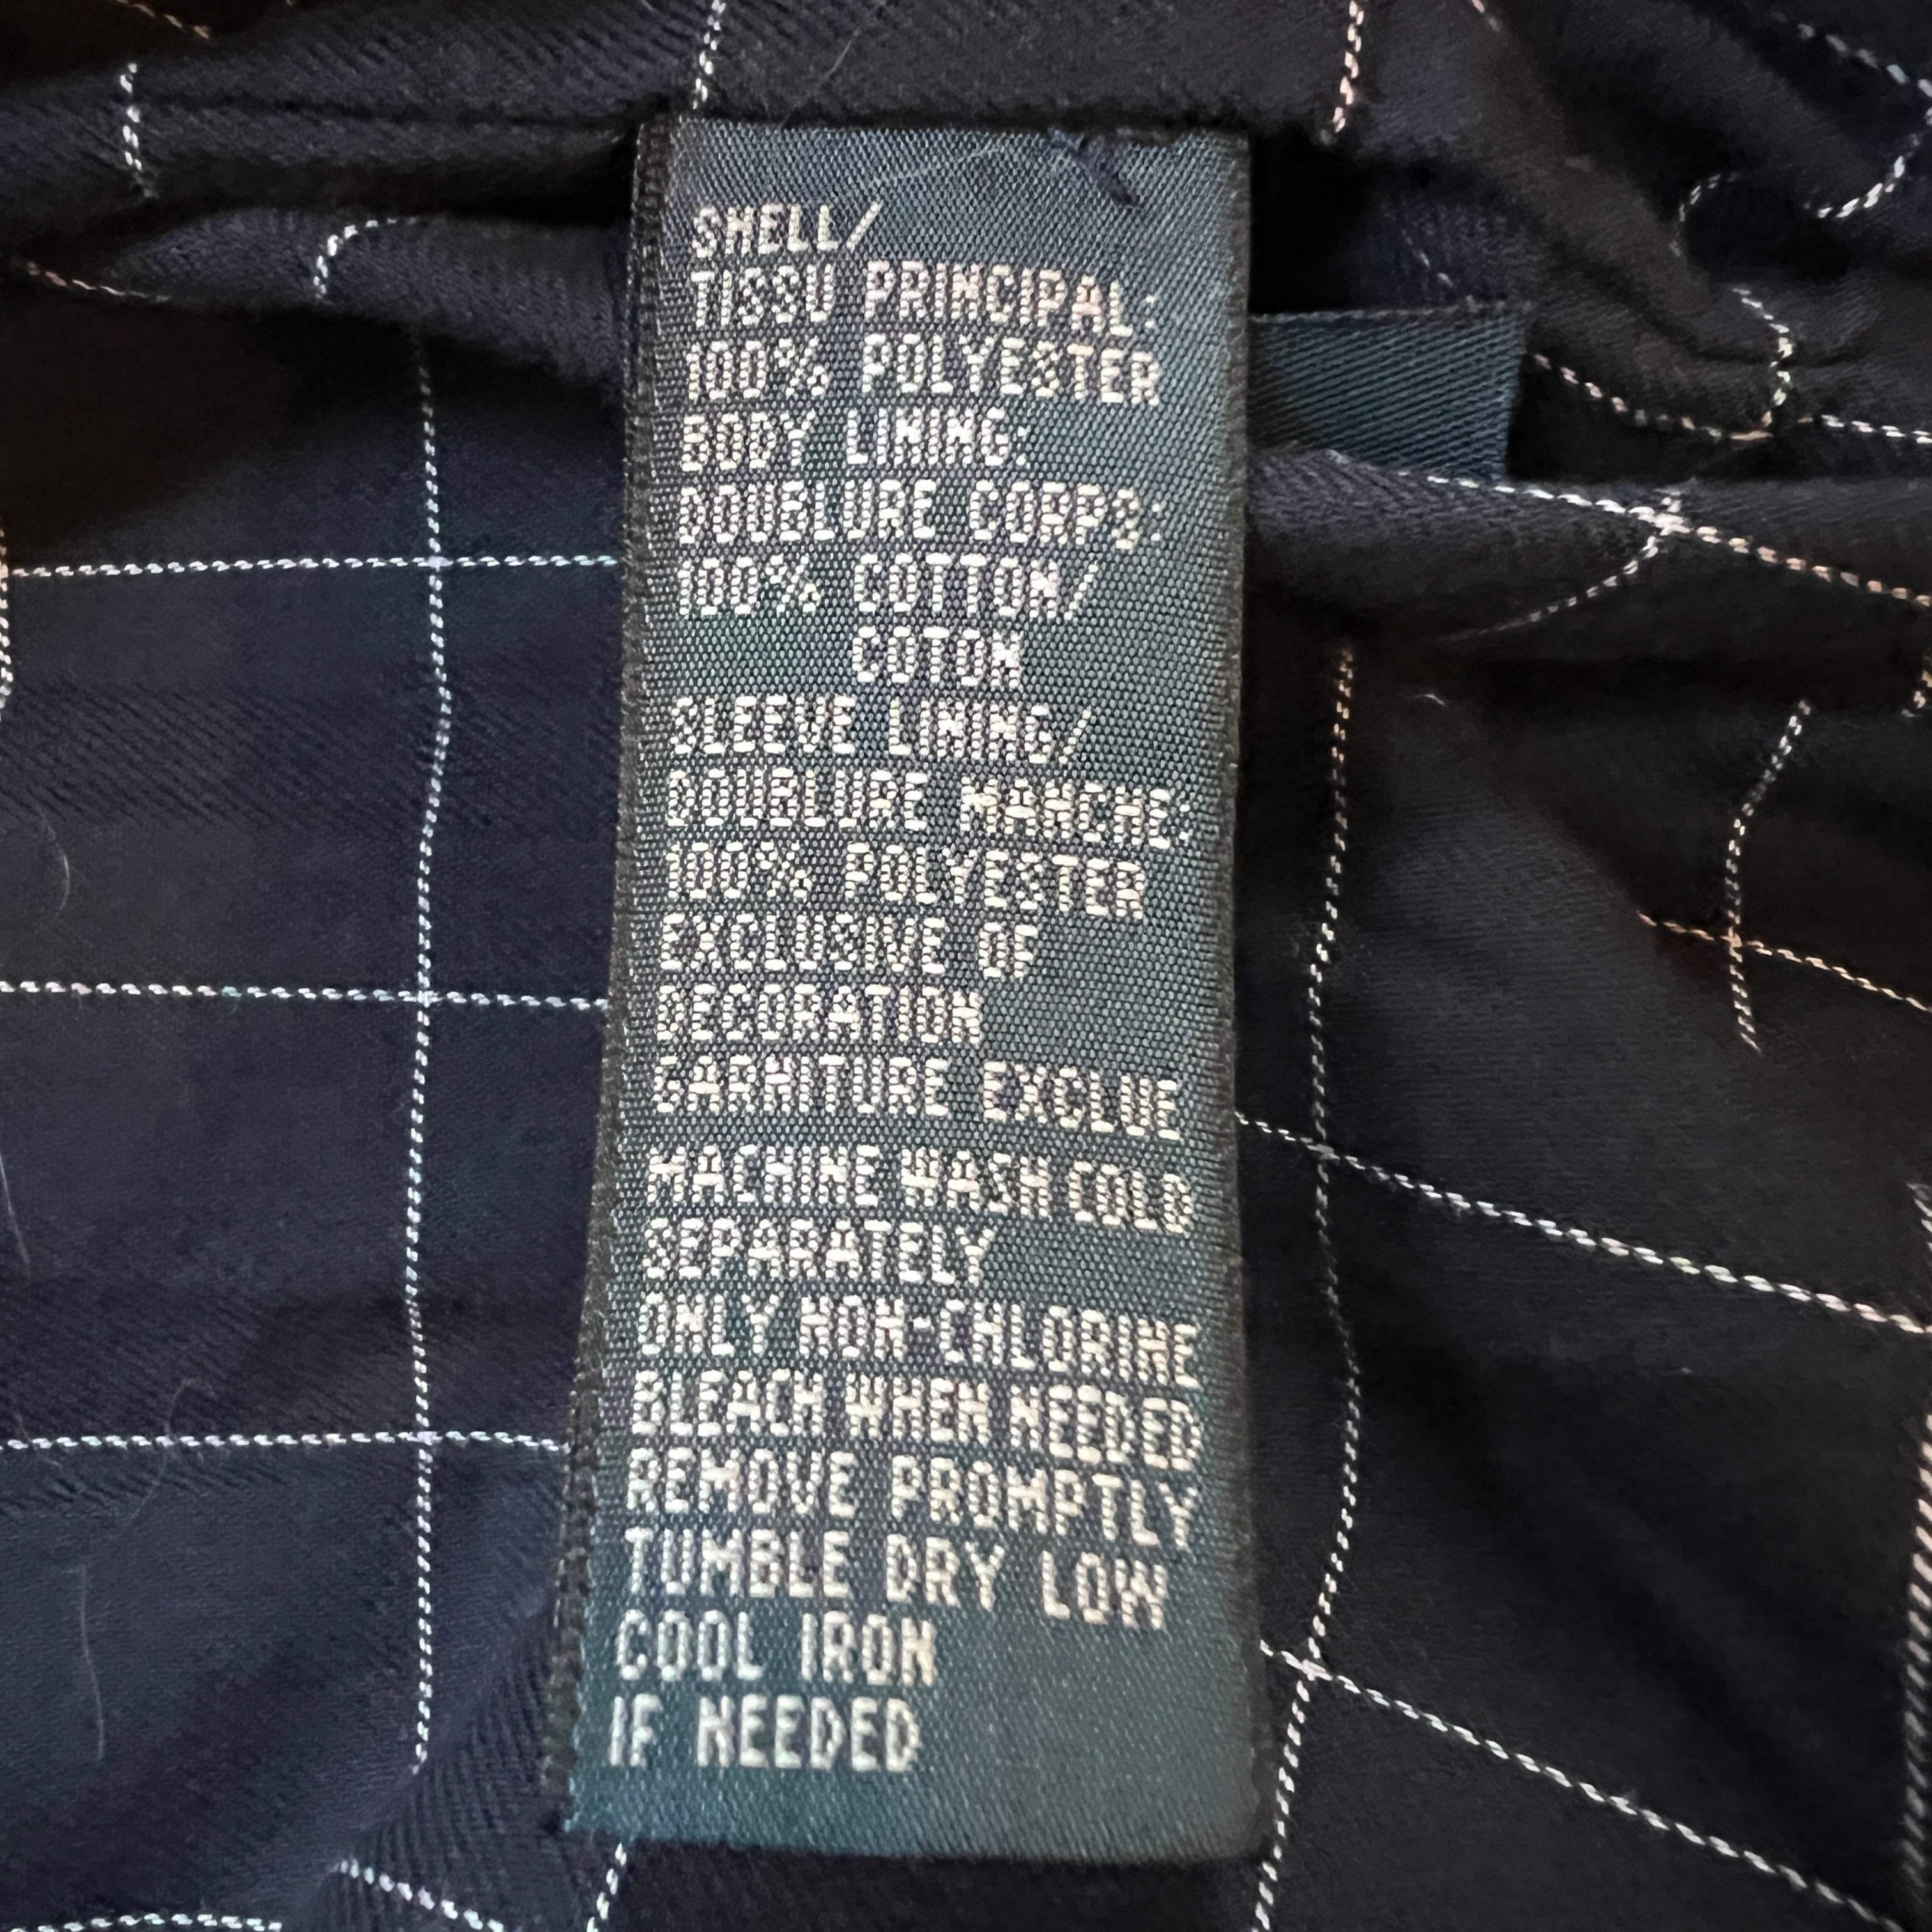 SHELL/
TISSU PRINCIPAL:
100% POLYESTER
BODY LINING:
DOUBLURE CORPS:
100% COTTON/
COTON
SLEEVE LINING/
DOUBLURE MANCHE:
100% POLYESTER
EXCLUSIVE OF
DECORATION
GARNITURE EXCLUE
MACHINE WASH COLD
SEPARATELY
ONLY NON-CHLORINE
BLEACH WHEN NEEDED
REMOVE PROMPTLY
TUMBLE DRY LOW
COOL IRON
IF NEEDED